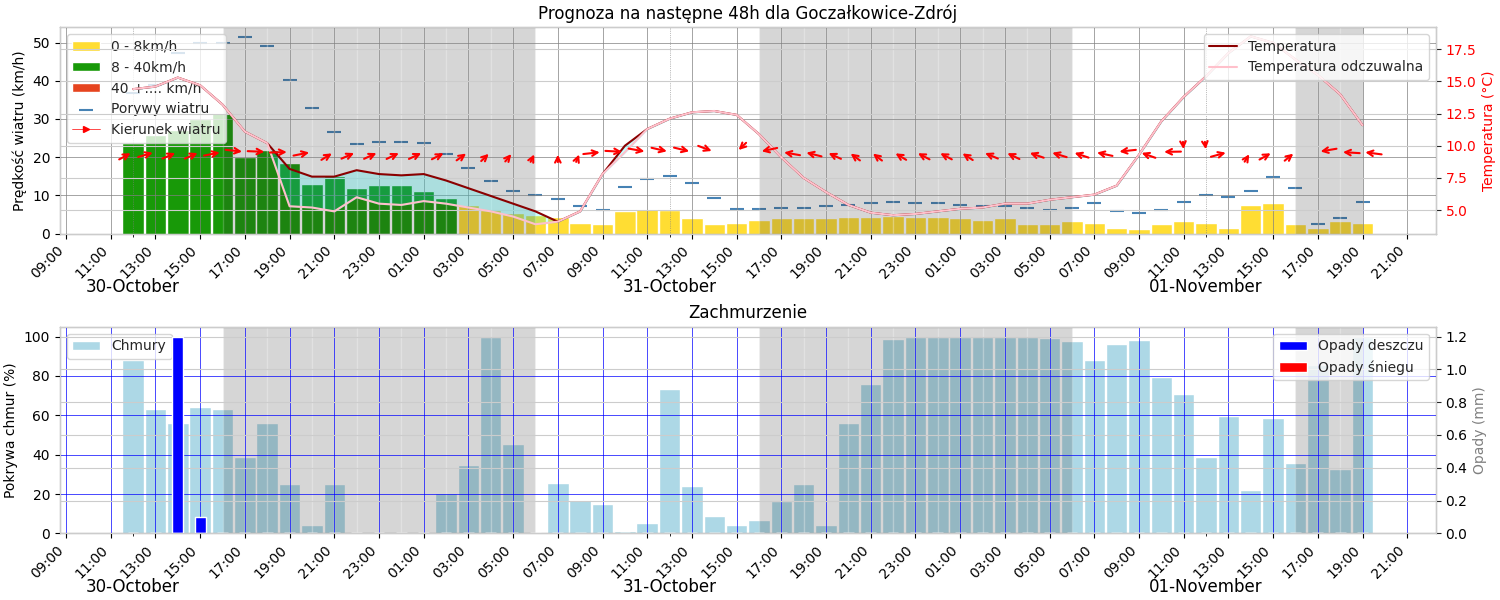 Prognoza na następne 48h dla Goczałkowice-Zdrój
Prędkość wiatru (km/h)
50
40
30
20
10
0
0 - 8km/h
8 - 40km/h
40 + .... km/h
Porywy wiatru
Kierunek wiatru
Temperatura
Temperatura odczuwalna
17.5
15.0
12.5
10.0
7.5
5.0
Temperatura (°C)
09:00 11:00 13:00 15:00 17:00 19:00 21:00 23:00 01:00 03:00 05:00 07:00 09:00 11:00 13:00 15:00 17:00 19:00 21:00 23:00 01:00 03:00 05:00 07:00 09:00 11:00 13:00 15:00 17:00 19:00 21:00
30-October 31-October 01-November
Zachmurzenie
Pokrywa chmur (%)
100
80
60
40
20
0
Chmury
Opady deszczu
Opady śniegu
1.2
1.0
0.8
0.6
0.4
0.2
0.0
Opady (mm)
09:00 11:00 13:00 15:00 17:00 19:00 21:00 23:00 01:00 03:00 05:00 07:00 09:00 11:00 13:00 15:00 17:00 19:00 21:00 23:00 01:00 03:00 05:00 07:00 09:00 11:00 13:00 15:00 17:00 19:00 21:00
30-October 31-October 01-November